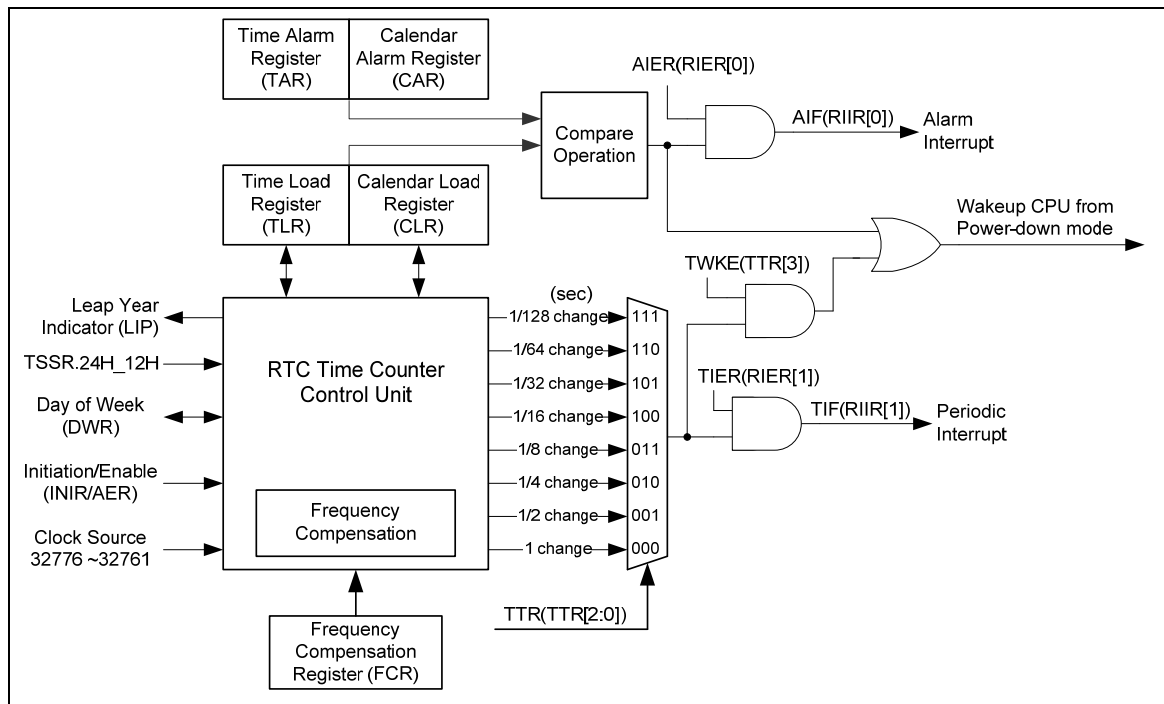 Time Alarm
Register
(TAR)
Calendar
Alarm Register
(CAR)
AIER(RIER[0])
Compare
Operation
AIF(RIIR[0])
Alarm
Interrupt
Time Load
Register
(TLR)
Calendar Load
Register
(CLR)
Wakeup CPU from
Power-down mode
TWKE(TTR[3])
Leap Year
Indicator (LIP)
TSSR.24H_12H
Day of Week
(DWR)
Initiation/Enable
(INIR/AER)
Clock Source
32776 ~32761
RTC Time Counter
Control Unit
Frequency
Compensation
(sec)
1/128 change 111
1/64 change 110
1/32 change 101
1/16 change 100
1/8 change 011
1/4 change 010
1/2 change 001
1 change 000
TIER(RIER[1])
TIF(RIIR[1])
Periodic
Interrupt
TTR(TTR[2:0])
Frequency
Compensation
Register (FCR)